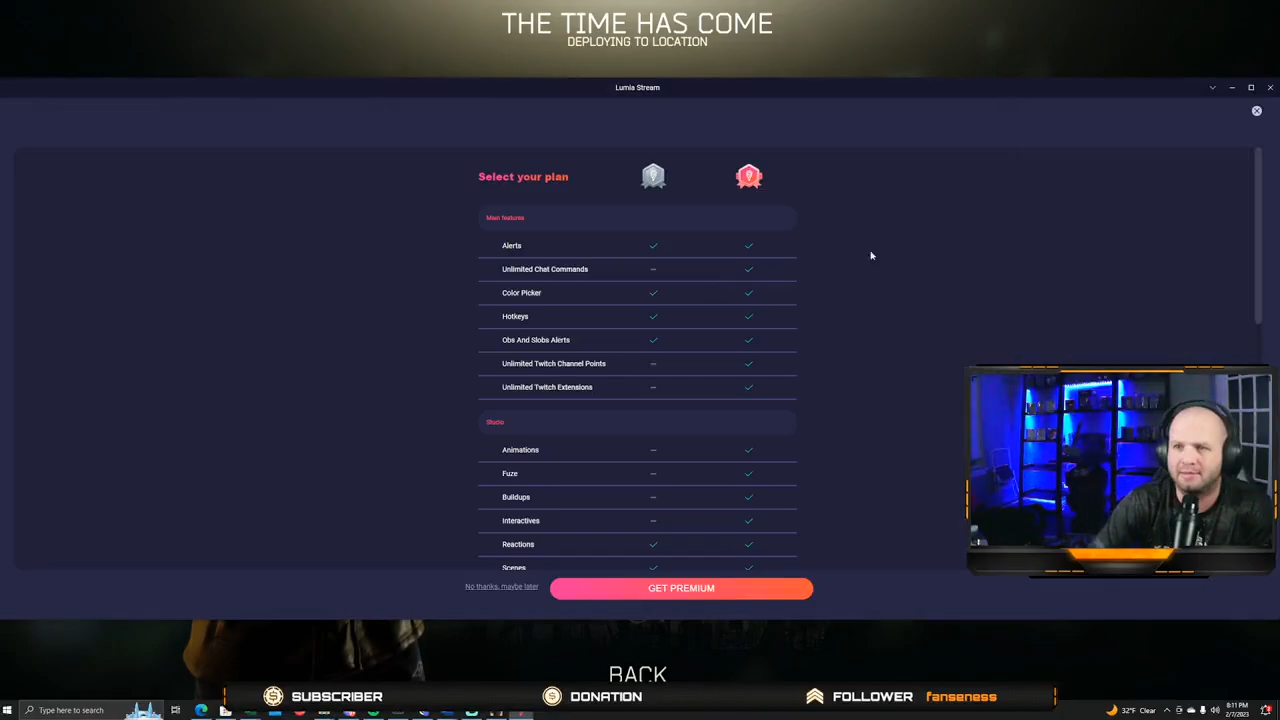 THE TIME HAS COME
DEPLOYING TO LOCATION
Lumia Stream
Select your plan
Main features
Alerts
Unlimited Chat Commands
Color Picker
Hotkeys
Obs And Slobs Alerts
Unlimited Twitch Channel Points
Unlimited Twitch Extensions
Studio
Animations
Fuze
Buildups
Interactives
Reactions
Scenes
No thanks, maybe later
GET PREMIUM
BACK
SUBSCRIBER
DONATION
FOLLOWER fanseness
Type here to search
32°F Clear
8:11 PM
2/7/2023